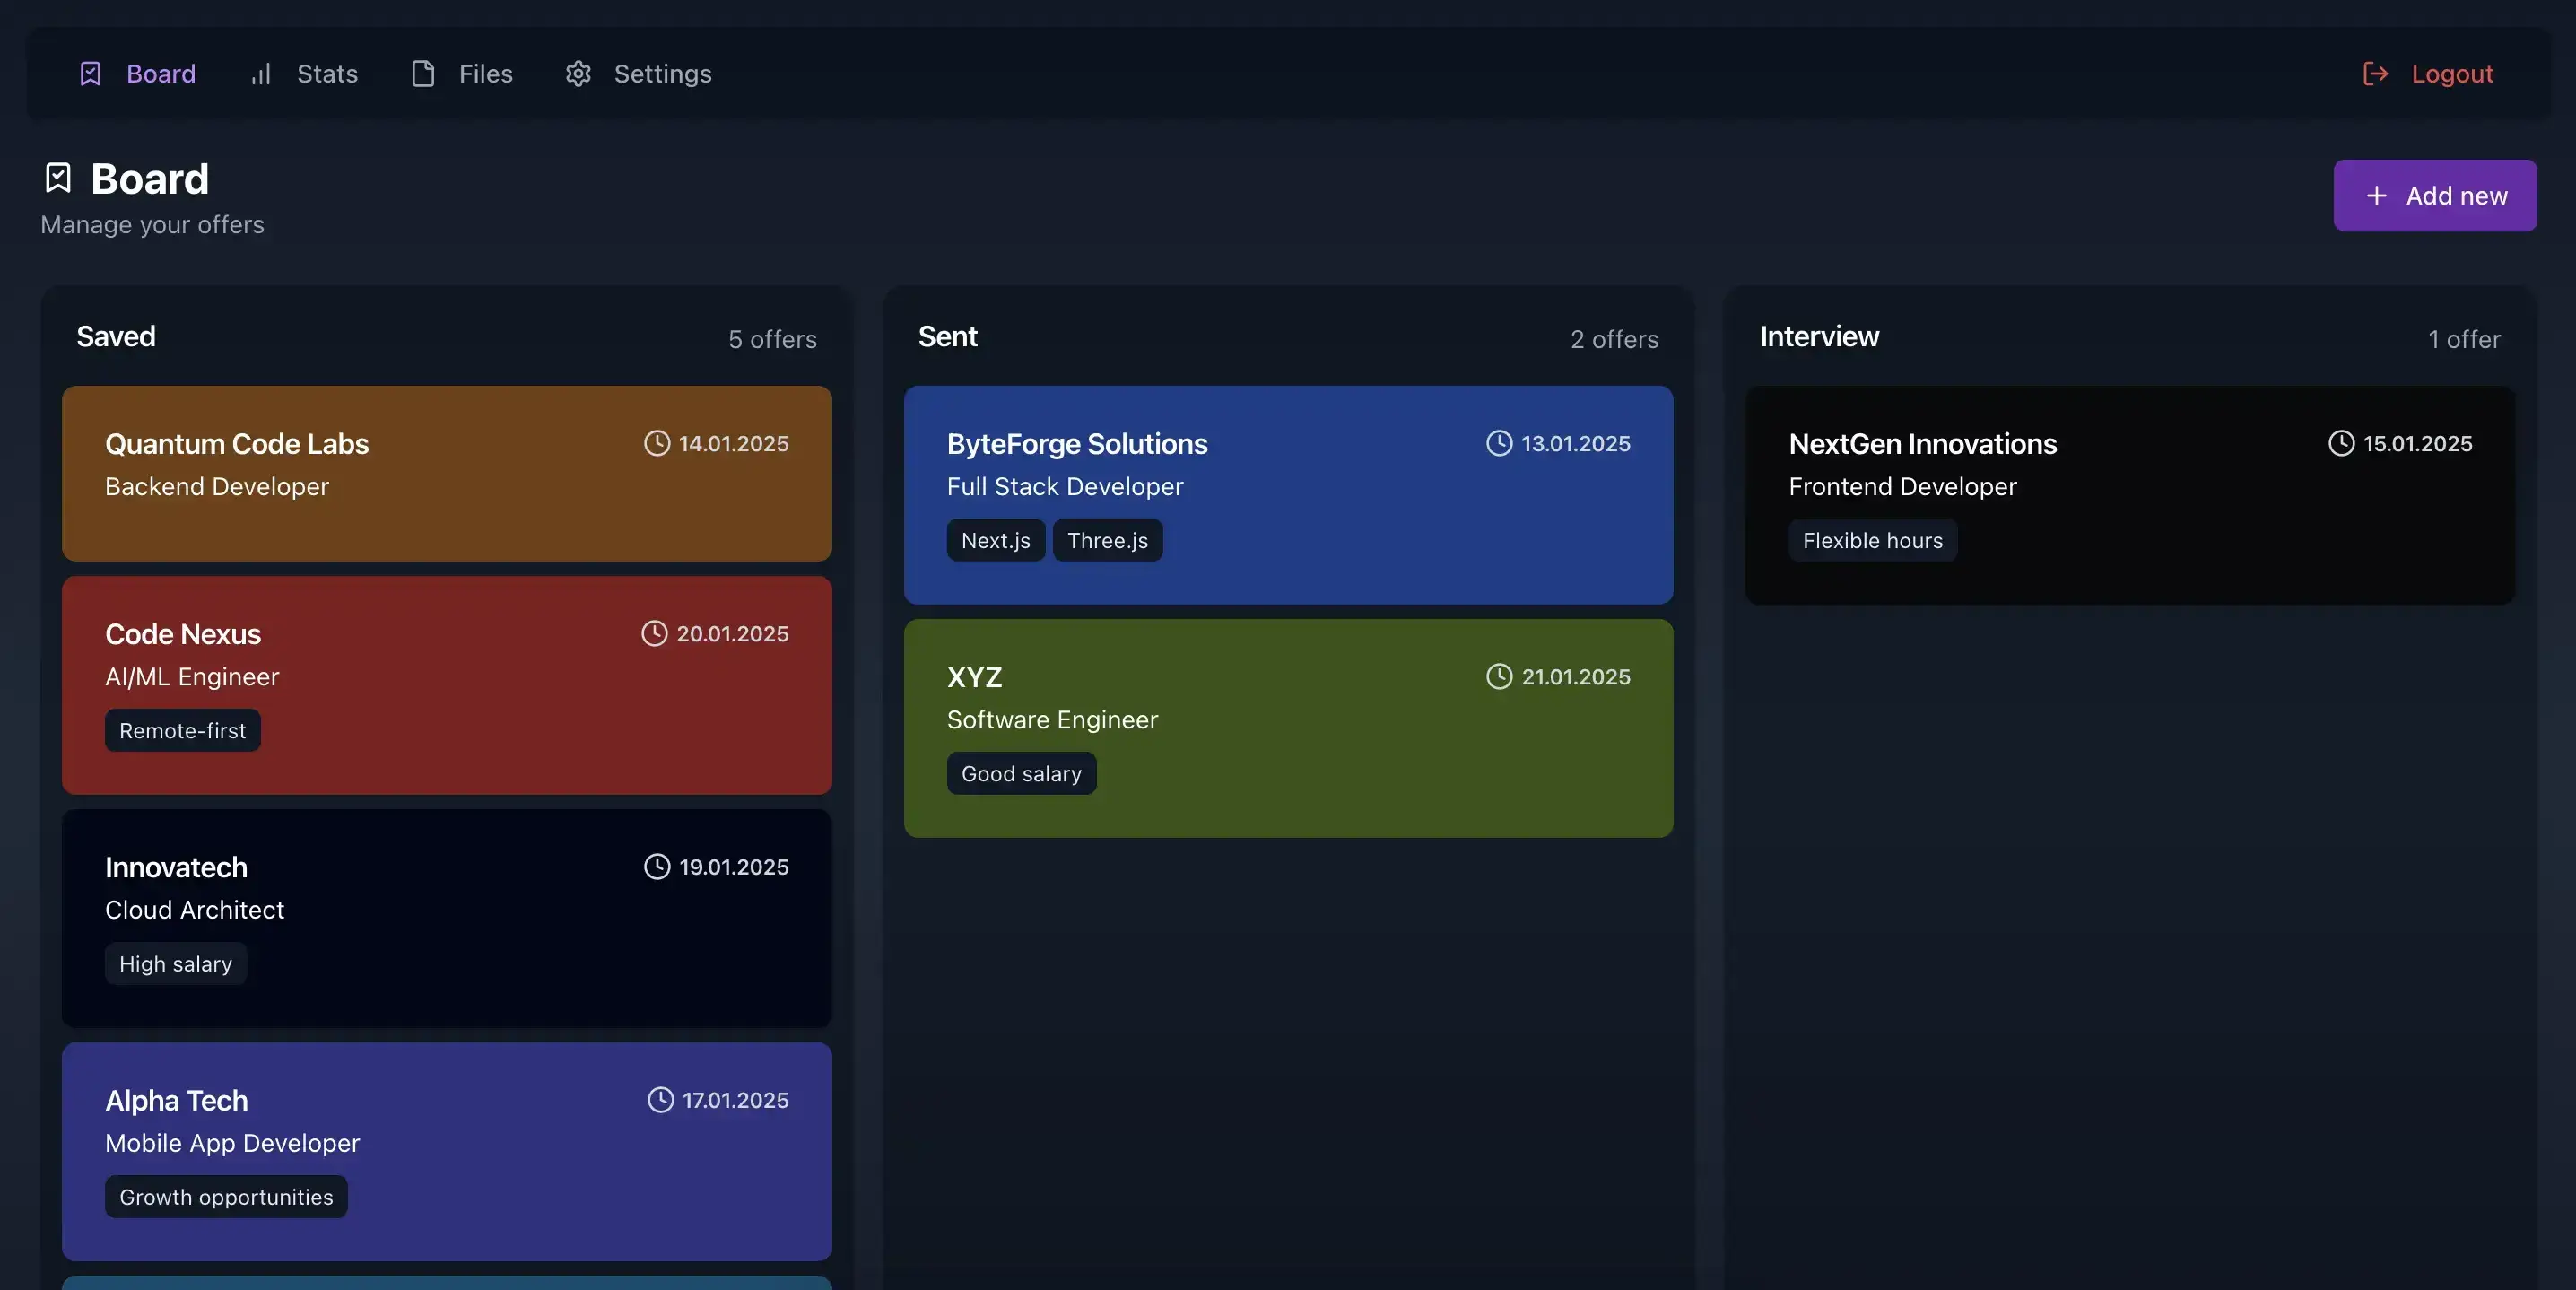 Board Stats Files Settings Logout
Board
Manage your offers
Add new
Saved 5 offers
Quantum Code Labs 14.01.2025
Backend Developer
Code Nexus 20.01.2025
AI/ML Engineer
Remote-first
Innovatech 19.01.2025
Cloud Architect
High salary
Alpha Tech 17.01.2025
Mobile App Developer
Growth opportunities
Sent 2 offers
ByteForge Solutions 13.01.2025
Full Stack Developer
Next.js Three.js
XYZ 21.01.2025
Software Engineer
Good salary
Interview 1 offer
NextGen Innovations 15.01.2025
Frontend Developer
Flexible hours